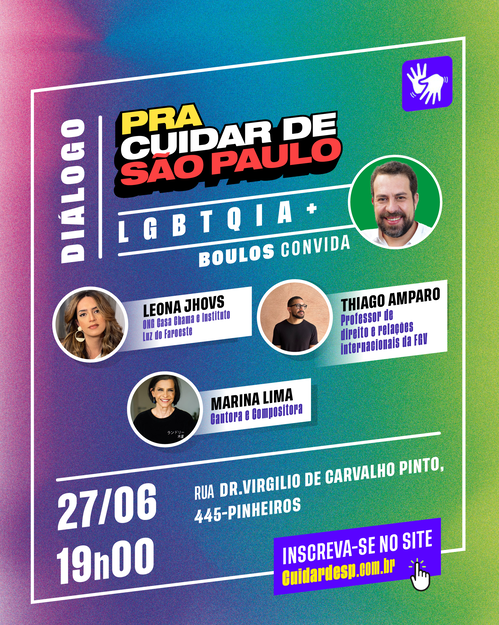 DIÁLOGO
PRA
CUIDAR DE
SÃO PAULO
LGBTQIA+
BOULOS CONVIDA
LEONA JHOVS
ONG Casa Chama e Instituto
Luz do Faroeste
THIAGO AMPARO
Professor de
direito e relações
internacionais da FGV
MARINA LIMA
Cantora e Compositora
27/06
19h00
RUA DR.VIRGILIO DE CARVALHO PINTO,
445-PINHEIROS
INSCREVA-SE NO SITE
Cuidardesp.com.br